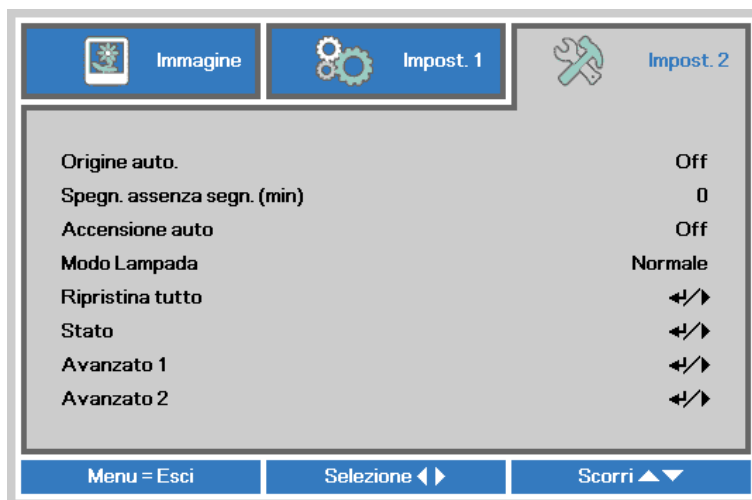 Immagine Impost. 1 Impost. 2
Origine auto. Off
Spegn. assenza segn. (min) 0
Accensione auto Off
Modo Lampada Normale
Ripristina tutto
Stato
Avanzato 1
Avanzato 2
Menu = Esci Selezione Scorri